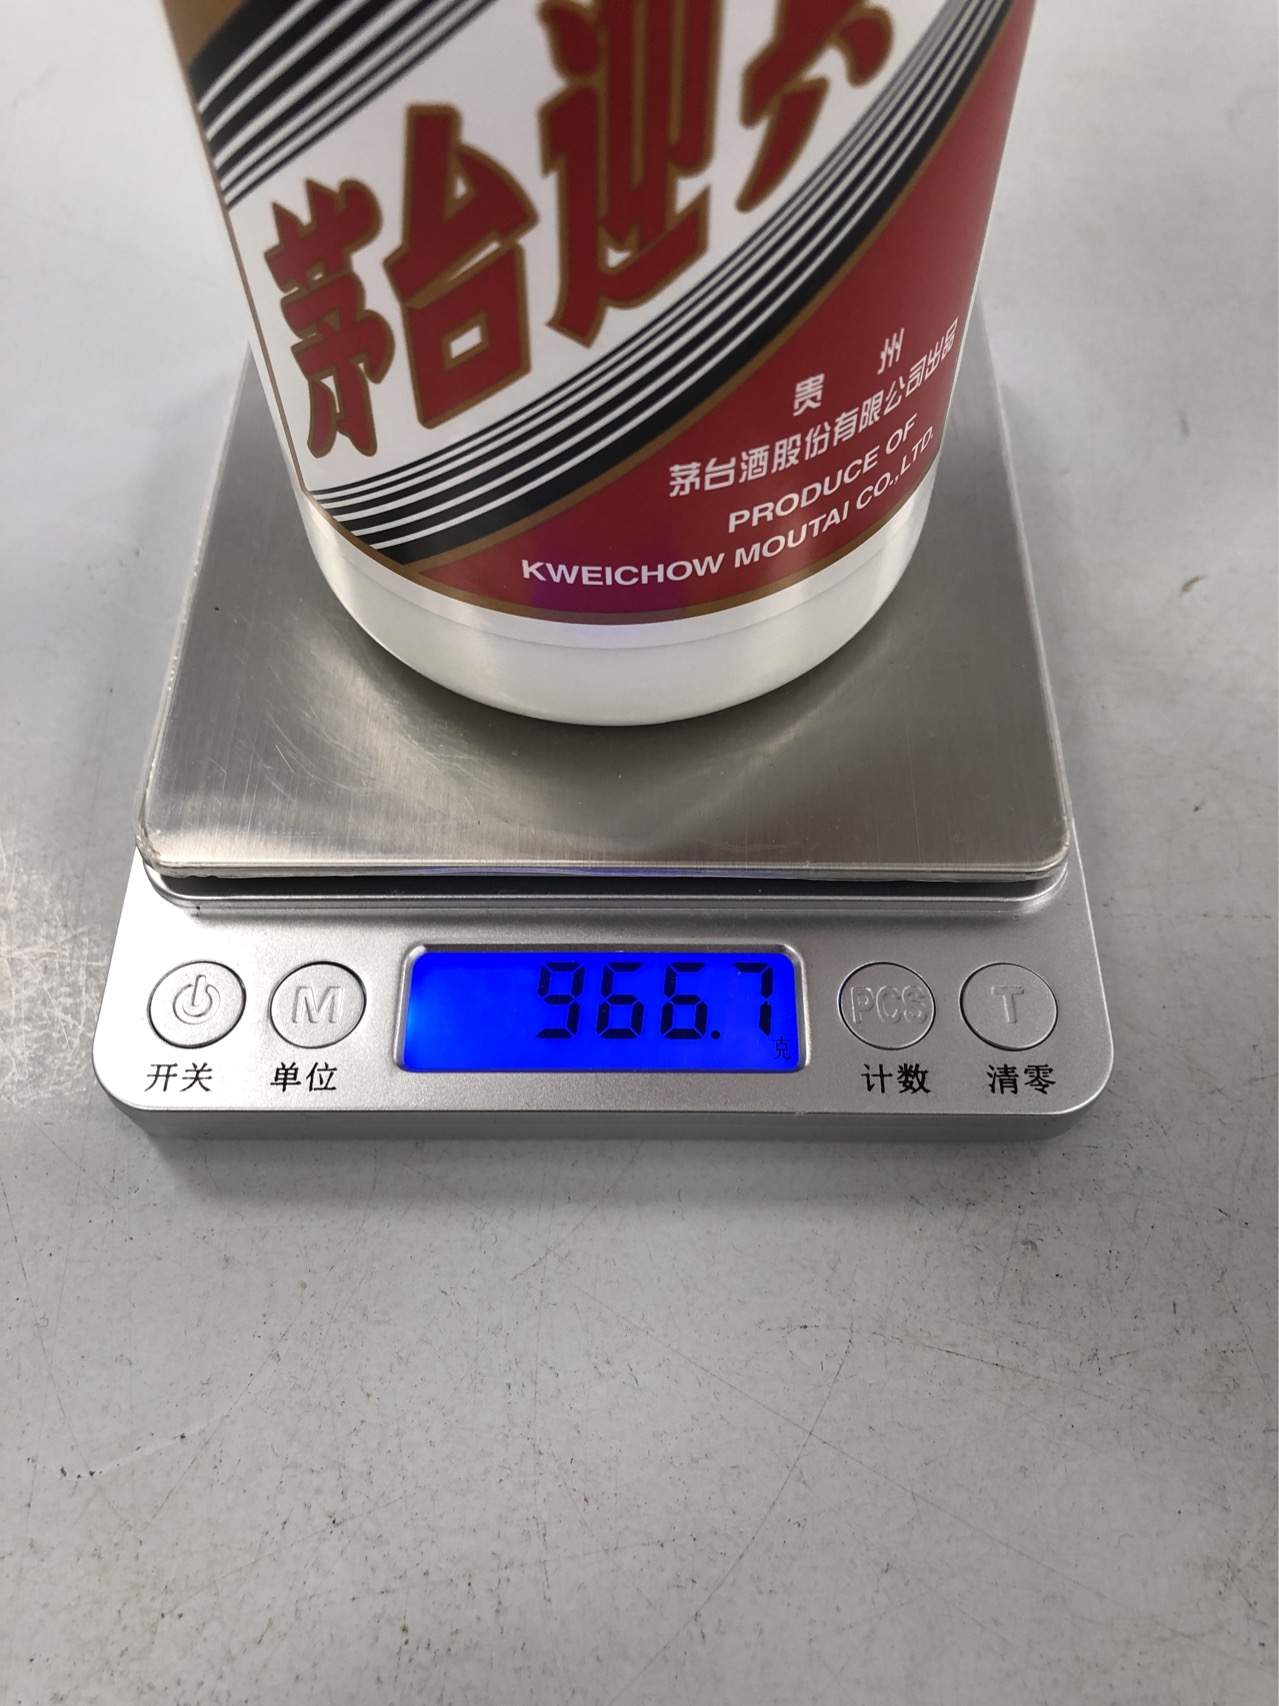 茅台迎宾
贵 州
茅台酒股份有限公司出品
PRODUCE OF
KWEICHOW MOUTAI CO.,LTD.
966.7
克
M
PCS
T
开关
单位
计数
清零